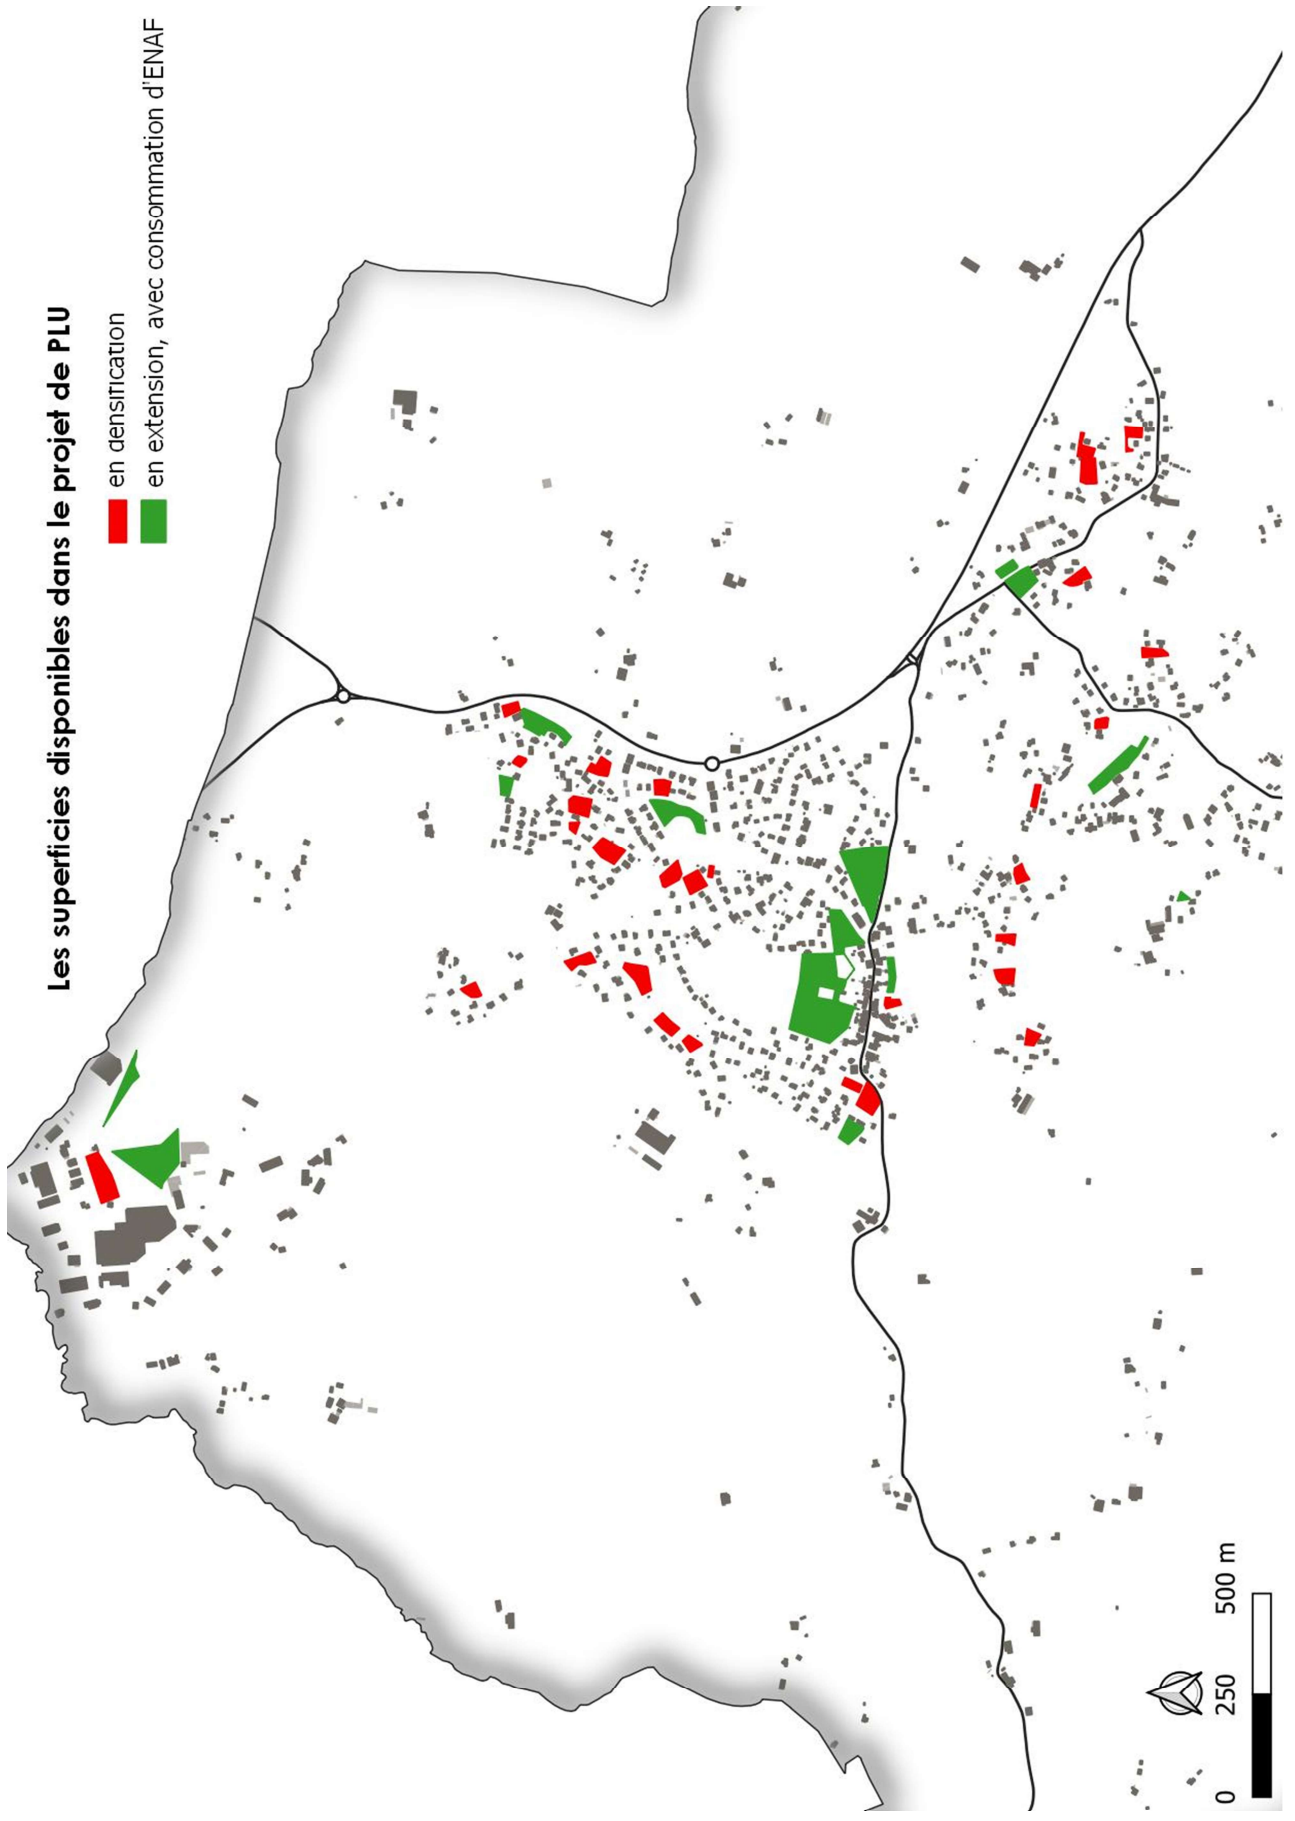 Les superficies disponibles dans le projet de PLU
en densification
en extension, avec consommation d'ENAF
0 250 500 m